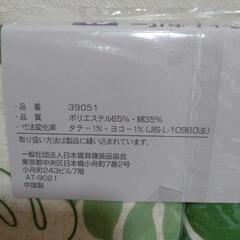 品　番　39051
品　質　ポリエステル65%・綿35%
寸法変化率　タテ－1%・ヨコ－1%(JIS-L-1096D法)
取り扱い方法は製品に縫い込んであります。
一般社団法人日本寝具寝装品協会
東京都中央区日本橋小舟町7番2号
小舟町243ビル7階
AT-9021
中国製